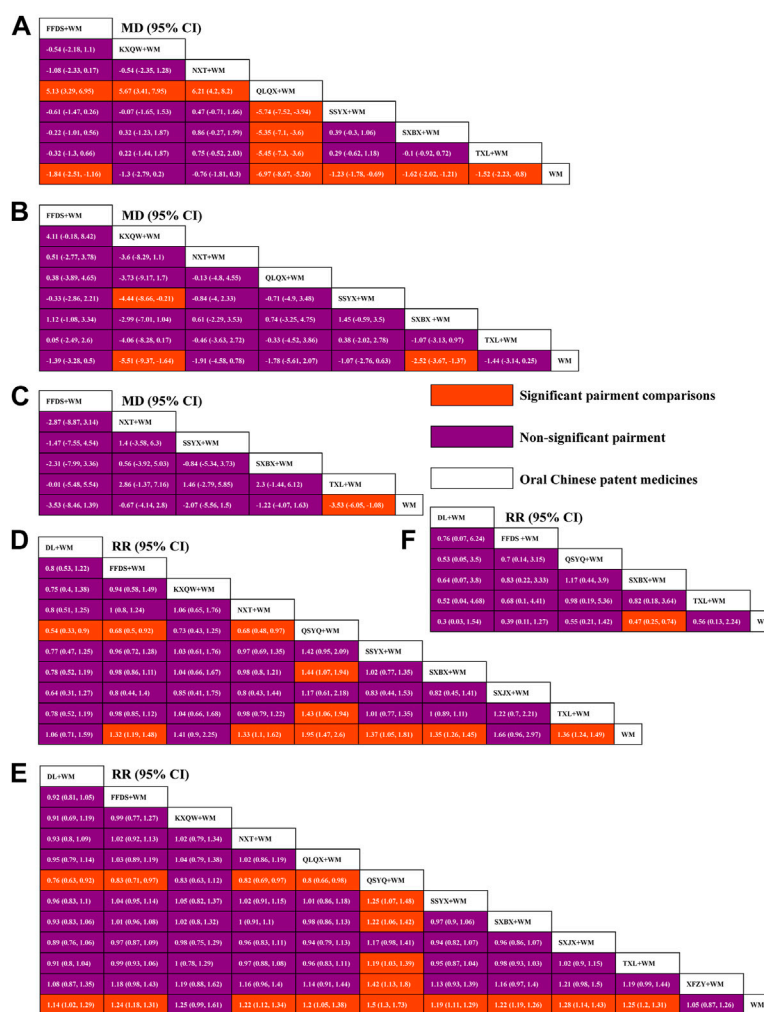 A
FFDS+WM MD (95% CI)
-0.54 (-2.18, 1.1) KXQW+WM
-1.08 (-2.33, 0.17) -0.54 (-2.35, 1.28) NXT+WM
5.13 (3.29, 6.95) 5.67 (3.41, 7.95) 6.21 (4.2, 8.2) QLQX+WM
-0.61 (-1.47, 0.26) -0.07 (-1.65, 1.53) 0.47 (-0.71, 1.66) -5.74 (-7.52, -3.94) SSYX+WM
-0.22 (-1.01, 0.56) 0.32 (-1.23, 1.87) 0.86 (-0.27, 1.99) -5.35 (-7.1, -3.6) 0.39 (-0.3, 1.06) SXBX+WM
-0.32 (-1.3, 0.66) 0.22 (-1.44, 1.87) 0.75 (-0.52, 2.03) -5.45 (-7.3, -3.6) 0.29 (-0.62, 1.18) -0.1 (-0.92, 0.72) TXL+WM
-1.84 (-2.51, -1.16) -1.3 (-2.79, 0.2) -0.76 (-1.81, 0.3) -6.97 (-8.67, -5.26) -1.23 (-1.78, -0.69) -1.62 (-2.02, -1.21) -1.52 (-2.23, -0.8) WM
B
FFDS+WM MD (95% CI)
4.11 (-0.18, 8.42) KXQW+WM
0.51 (-2.77, 3.78) -3.6 (-8.29, 1.1) NXT+WM
0.38 (-3.89, 4.65) -3.73 (-9.17, 1.7) -0.13 (-4.8, 4.55) QLQX+WM
-0.33 (-2.86, 2.21) -4.44 (-8.66, -0.21) -0.84 (-4, 2.33) -0.71 (-4.9, 3.48) SSYX+WM
1.12 (-1.08, 3.34) -2.99 (-7.01, 1.04) 0.61 (-2.29, 3.53) 0.74 (-3.25, 4.75) 1.45 (-0.59, 3.5) SXBX +WM
0.05 (-2.49, 2.6) -4.06 (-8.28, 0.17) -0.46 (-3.63, 2.72) -0.33 (-4.52, 3.86) 0.38 (-2.02, 2.78) -1.07 (-3.13, 0.97) TXL+WM
-1.39 (-3.28, 0.5) -5.51 (-9.37, -1.64) -1.91 (-4.58, 0.78) -1.78 (-5.61, 2.07) -1.07 (-2.76, 0.63) -2.52 (-3.67, -1.37) -1.44 (-3.14, 0.25) WM
C
FFDS+WM MD (95% CI)
-2.87 (-8.87, 3.14) NXT+WM
-1.47 (-7.55, 4.54) 1.4 (-3.58, 6.3) SSYX+WM
-2.31 (-7.99, 3.36) 0.56 (-3.92, 5.03) -0.84 (-5.34, 3.73) SXBX+WM
-0.01 (-5.48, 5.54) 2.86 (-1.37, 7.16) 1.46 (-2.79, 5.85) 2.3 (-1.44, 6.12) TXL+WM
-3.53 (-8.46, 1.39) -0.67 (-4.14, 2.8) -2.07 (-5.56, 1.5) -1.22 (-4.07, 1.63) -3.53 (-6.05, -1.08) WM
Significant pairment comparisons
Non-significant pairment
Oral Chinese patent medicines
D
DL+WM RR (95% CI)
0.8 (0.53, 1.22) FFDS+WM
0.75 (0.4, 1.38) 0.94 (0.58, 1.49) KXQW+WM
0.8 (0.51, 1.25) 1 (0.8, 1.24) 1.06 (0.65, 1.76) NXT+WM
0.54 (0.33, 0.9) 0.68 (0.5, 0.92) 0.73 (0.43, 1.25) 0.68 (0.48, 0.97) QSYQ+WM
0.77 (0.47, 1.25) 0.96 (0.72, 1.28) 1.03 (0.61, 1.76) 0.97 (0.69, 1.35) 1.42 (0.95, 2.09) SSYX+WM
0.78 (0.52, 1.19) 0.98 (0.86, 1.11) 1.04 (0.66, 1.67) 0.98 (0.8, 1.21) 1.44 (1.07, 1.94) 1.02 (0.77, 1.35) SXBX+WM
0.64 (0.31, 1.27) 0.8 (0.44, 1.4) 0.85 (0.41, 1.75) 0.8 (0.43, 1.44) 1.17 (0.61, 2.18) 0.83 (0.44, 1.53) 0.82 (0.45, 1.41) SXJX+WM
0.78 (0.52, 1.19) 0.98 (0.85, 1.12) 1.04 (0.66, 1.68) 0.98 (0.79, 1.22) 1.43 (1.06, 1.94) 1.01 (0.77, 1.35) 1 (0.89, 1.11) 1.22 (0.7, 2.21) TXL+WM
1.06 (0.71, 1.59) 1.32 (1.19, 1.48) 1.41 (0.9, 2.25) 1.33 (1.1, 1.62) 1.95 (1.47, 2.6) 1.37 (1.05, 1.81) 1.35 (1.26, 1.45) 1.66 (0.96, 2.97) 1.36 (1.24, 1.49) WM
F
DL+WM RR (95% CI)
0.76 (0.07, 6.24) FFDS +WM
0.53 (0.05, 3.5) 0.7 (0.14, 3.15) QSYQ+WM
0.64 (0.07, 3.8) 0.83 (0.22, 3.33) 1.17 (0.44, 3.9) SXBX+WM
0.52 (0.04, 4.68) 0.68 (0.1, 4.41) 0.98 (0.19, 5.36) 0.82 (0.18, 3.64) TXL+WM
0.3 (0.03, 1.54) 0.39 (0.11, 1.27) 0.55 (0.21, 1.42) 0.47 (0.25, 0.74) 0.56 (0.13, 2.24)
E
DL+WM RR (95% CI)
0.92 (0.81, 1.05) FFDS+WM
0.91 (0.69, 1.19) 0.99 (0.77, 1.27) KXQW+WM
0.93 (0.8, 1.09) 1.02 (0.92, 1.13) 1.02 (0.79, 1.34) NXT+WM
0.95 (0.79, 1.14) 1.03 (0.89, 1.19) 1.04 (0.79, 1.38) 1.02 (0.86, 1.19) QLQX+WM
0.76 (0.63, 0.92) 0.83 (0.71, 0.97) 0.83 (0.63, 1.12) 0.82 (0.69, 0.97) 0.8 (0.66, 0.98) QSYQ+WM
0.96 (0.83, 1.1) 1.04 (0.95, 1.14) 1.05 (0.82, 1.37) 1.02 (0.91, 1.15) 1.01 (0.86, 1.18) 1.25 (1.07, 1.48) SSYX+WM
0.93 (0.83, 1.06) 1.01 (0.96, 1.08) 1.02 (0.8, 1.32) 1 (0.91, 1.1) 0.98 (0.86, 1.13) 1.22 (1.06, 1.42) 0.97 (0.9, 1.06) SXBX+WM
0.89 (0.76, 1.06) 0.97 (0.87, 1.09) 0.98 (0.75, 1.29) 0.96 (0.83, 1.11) 0.94 (0.79, 1.13) 1.17 (0.98, 1.41) 0.94 (0.82, 1.07) 0.96 (0.86, 1.07) SXJX+WM
0.91 (0.8, 1.04) 0.99 (0.93, 1.06) 1 (0.78, 1.29) 0.97 (0.88, 1.08) 0.96 (0.83, 1.11) 1.19 (1.03, 1.39) 0.95 (0.87, 1.04) 0.98 (0.93, 1.03) 1.02 (0.9, 1.15) TXL+WM
1.08 (0.87, 1.35) 1.18 (0.98, 1.43) 1.19 (0.88, 1.62) 1.16 (0.96, 1.4) 1.14 (0.91, 1.44) 1.42 (1.13, 1.8) 1.13 (0.93, 1.39) 1.16 (0.97, 1.4) 1.21 (0.98, 1.5) 1.19 (0.99, 1.44) XFZY+WM
1.14 (1.02, 1.29) 1.24 (1.18, 1.31) 1.25 (0.99, 1.61) 1.22 (1.12, 1.34) 1.2 (1.05, 1.38) 1.5 (1.3, 1.73) 1.19 (1.11, 1.29) 1.22 (1.19, 1.26) 1.28 (1.14, 1.43) 1.25 (1.2, 1.31) 1.05 (0.87, 1.26)